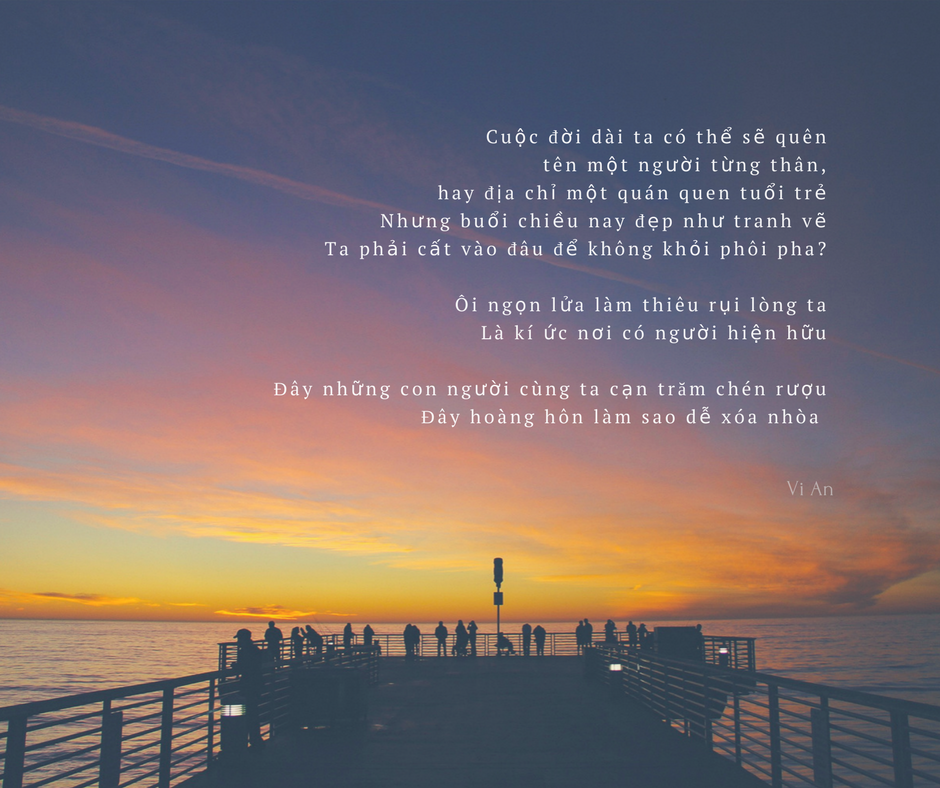 Cuộc đời dài ta có thể sẽ quên
tên một người từng thân,
hay địa chỉ một quán quen tuổi trẻ
Nhưng buổi chiều nay đẹp như tranh vẽ
Ta phải cất vào đâu để không khỏi phôi pha?
Ôi ngọn lửa làm thiêu rụi lòng ta
Là kí ức nơi có người hiện hữu
Đây những con người cùng ta cạn trăm chén rượu
Đây hoàng hôn làm sao dễ xóa nhòa
Vi An